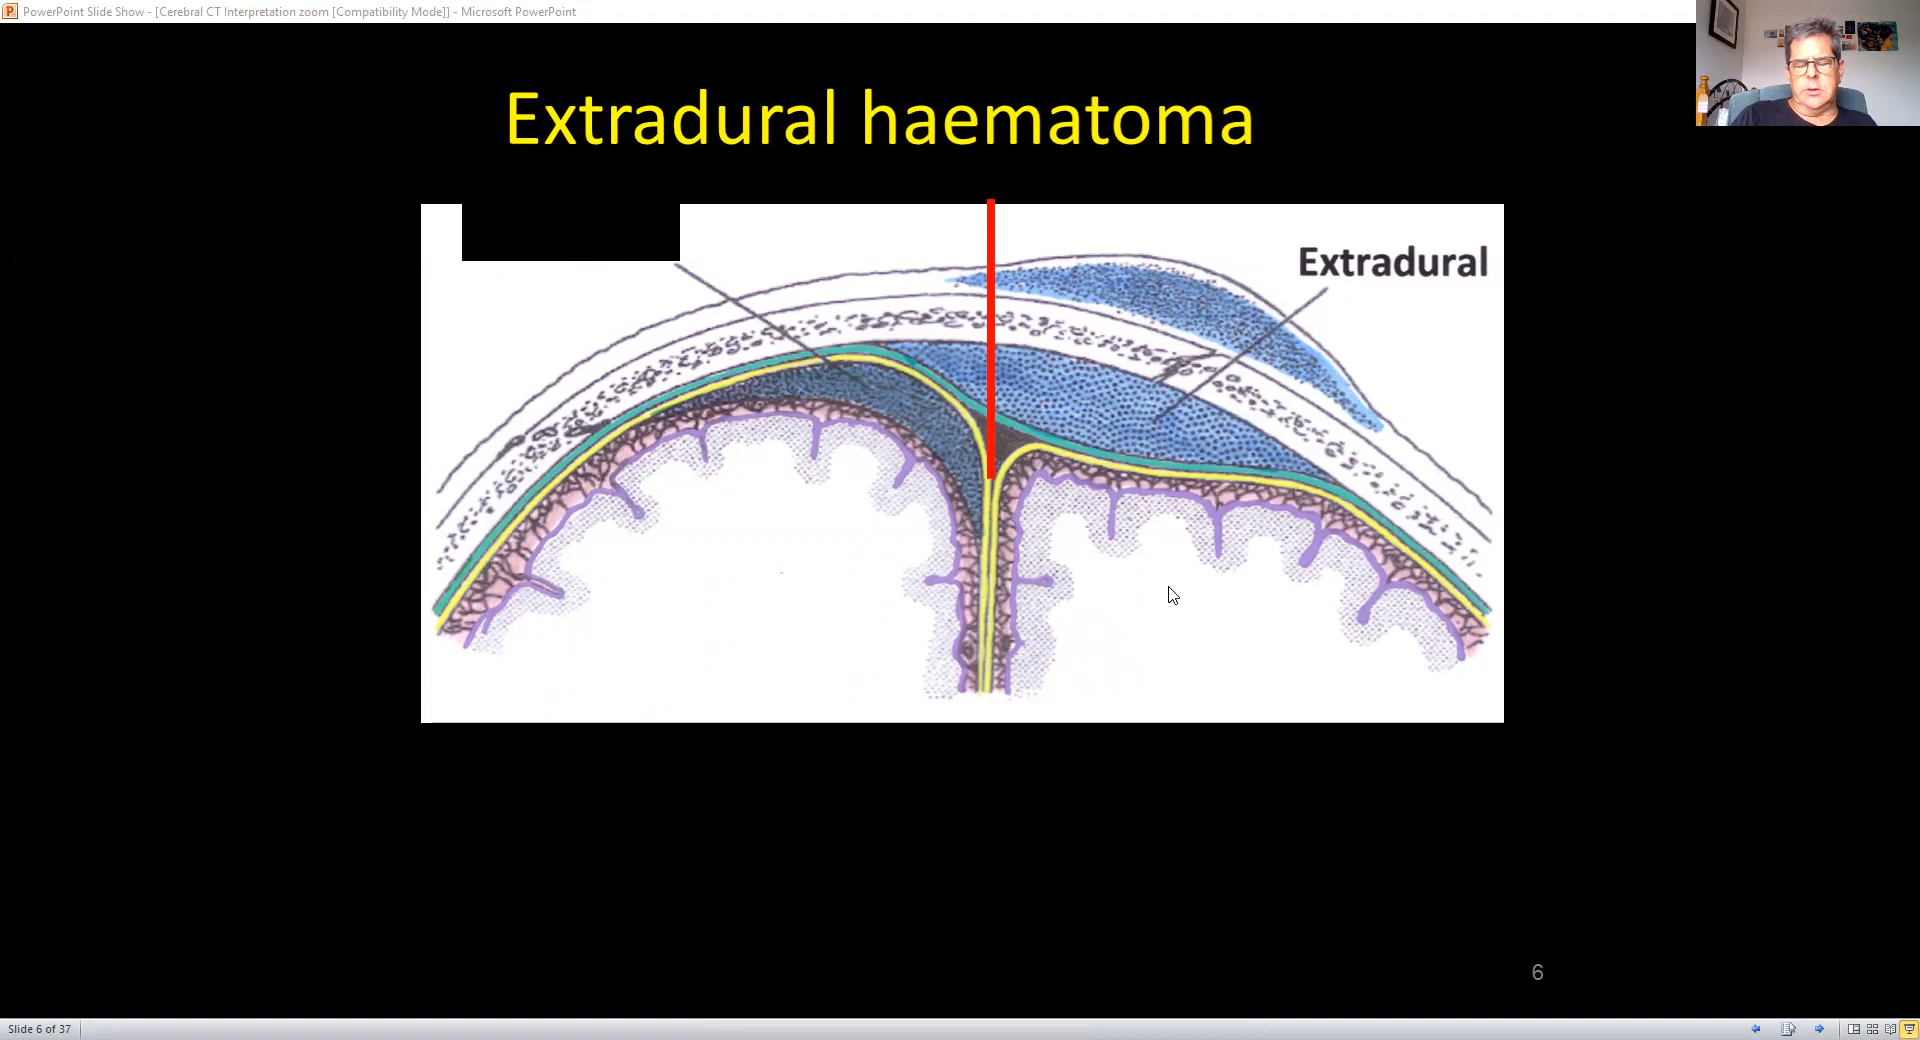 PowerPoint Slide Show - [Cerebral CT Interpretation zoom [Compatibility Mode]] - Microsoft PowerPoint
Extradural haematoma
Extradural
6
Slide 6 of 37